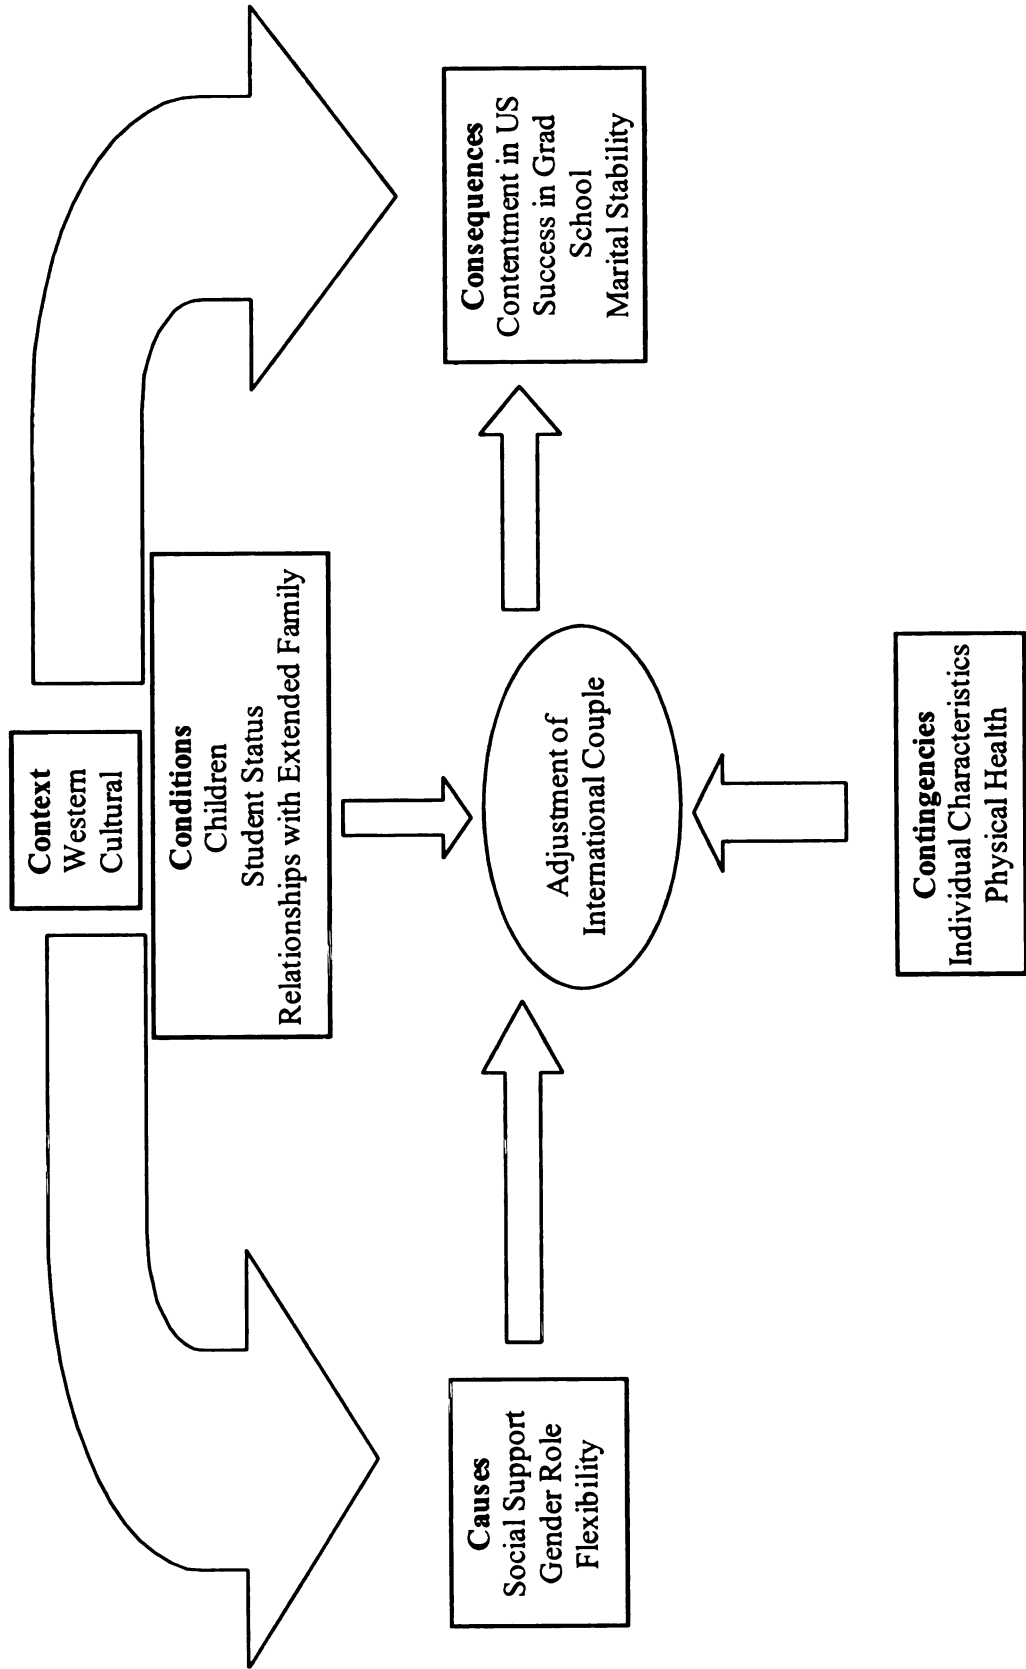 Context
Western
Cultural
Conditions
Children
Student Status
Relationships with Extended Family
Causes
Social Support
Gender Role
Flexibility
Adjustment of
International Couple
Consequences
Contentment in US
Success in Grad
School
Marital Stability
Contingencies
Individual Characteristics
Physical Health